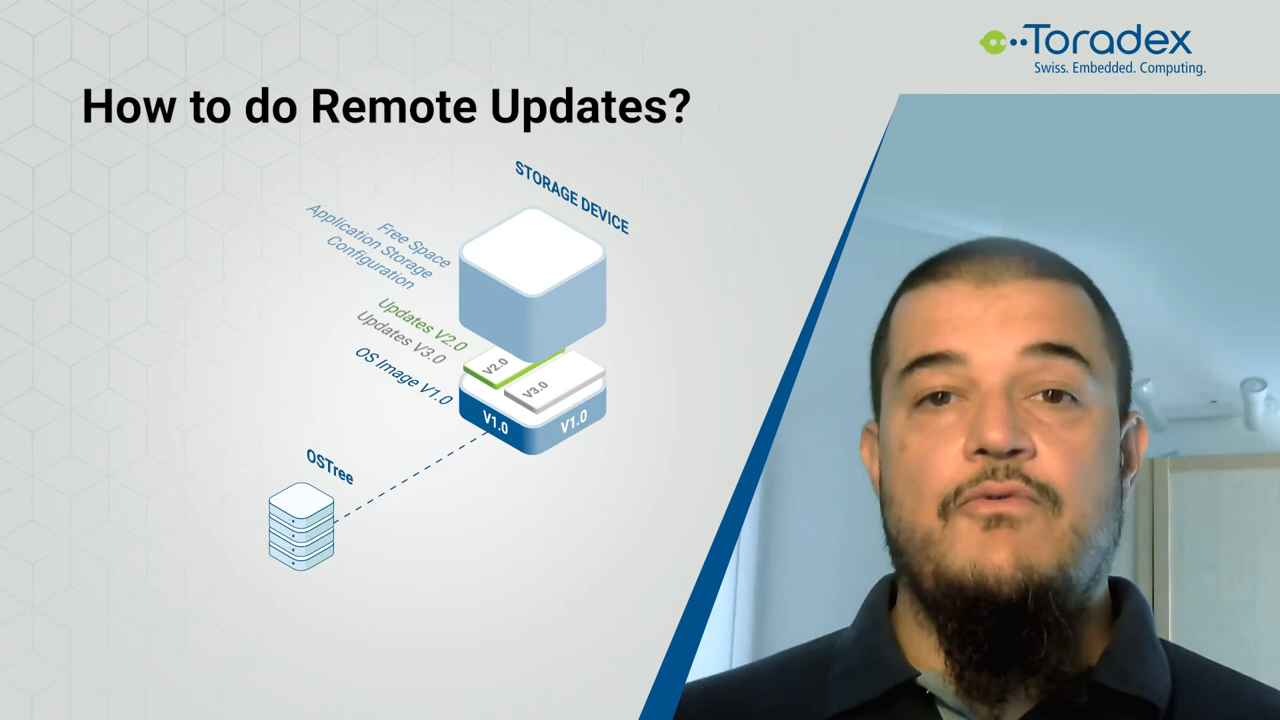 Toradex
Swiss. Embedded. Computing.
How to do Remote Updates?
STORAGE DEVICE
Free Space
Application Storage
Configuration
Updates V2.0
Updates V3.0
OS Image V1.0
V2.0
V3.0
V1.0
V1.0
OSTree